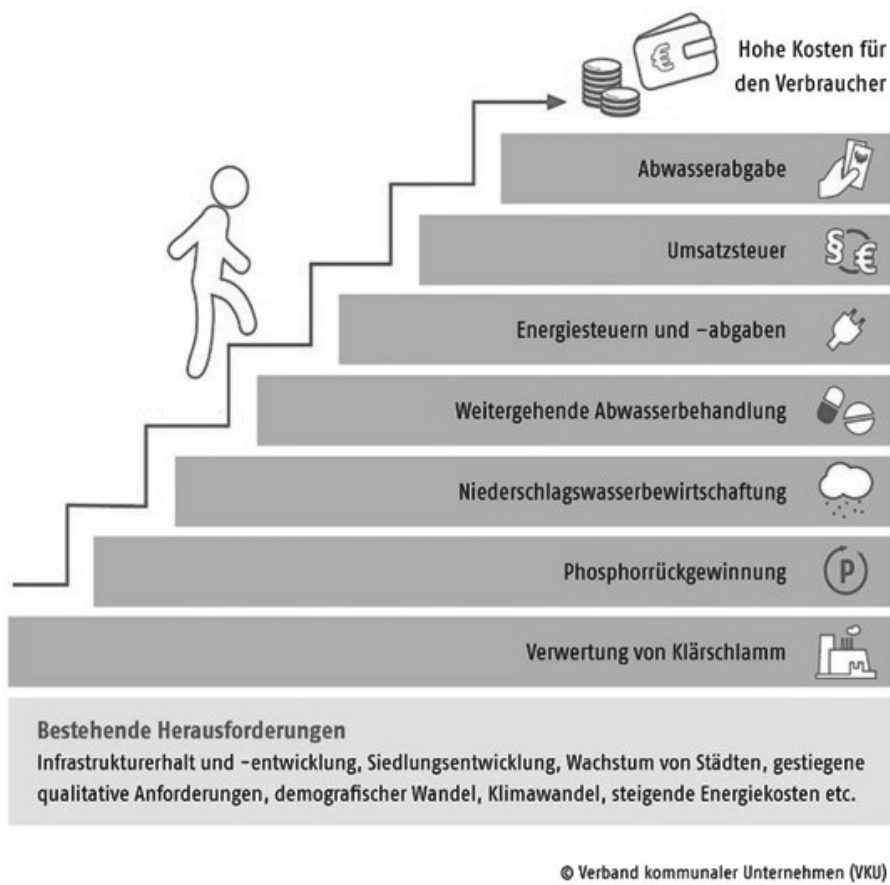 Hohe Kosten für
den Verbraucher
€
Abwasserabgabe
Umsatzsteuer
§ €
Energiesteuern und –abgaben
Weitergehende Abwasserbehandlung
Niederschlagswasserbewirtschaftung
Phosphorrückgewinnung
P
Verwertung von Klärschlamm
Bestehende Herausforderungen
Infrastrukturerhalt und –entwicklung, Siedlungsentwicklung, Wachstum von Städten, gestiegene
qualitative Anforderungen, demografischer Wandel, Klimawandel, steigende Energiekosten etc.
© Verband kommunaler Unternehmen (VKU)